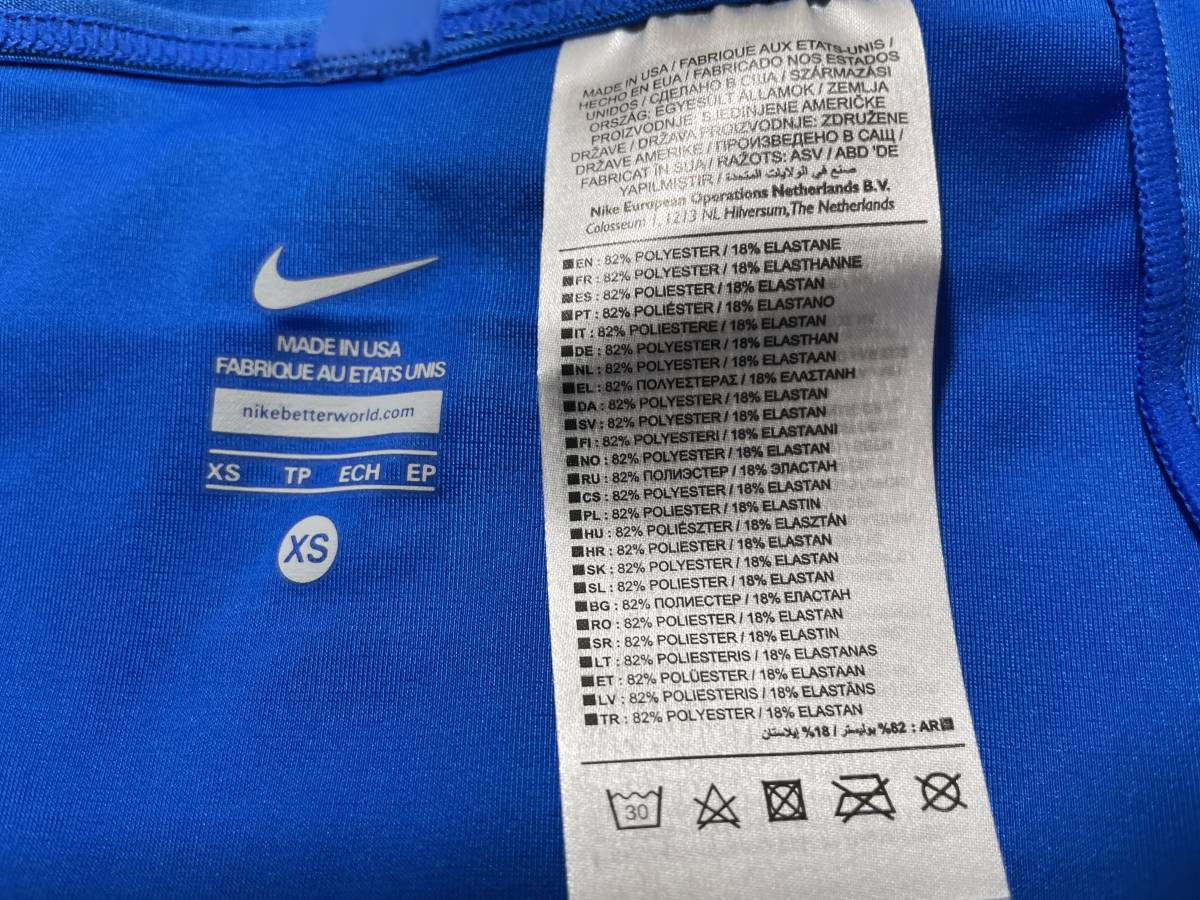 MADE IN USA
FABRIQUE AU ETATS UNIS
nikebetterworld.com
XS TP ECH EP
XS
MADE IN USA / FABRIQUE AUX ETATS-UNIS /
HECHO EN EUA / FABRICADO NOS ESTADOS
UNIDOS / СДЕЛАНО В США / SZÁRMAZÁSI
ORSZÁG: EGYESÜLT ÁLLAMOK / ZEMLJA
PROIZVODNJE: SJEDINJENE AMERIČKE
DRŽAVE / DRŽAVA PROIZVODNJE: ZDRUŽENE
DRŽAVE AMERIKE / ПРОИЗВЕДЕНО В САЩ /
FABRICAT ÎN SUA / RAŽOTS: ASV / ABD 'DE
YAPILMIŞTIR / صنع في الولايات المتحدة
Nike European Operations Netherlands B.V.
Colosseum 1, 1213 NL Hilversum, The Netherlands
EN : 82% POLYESTER / 18% ELASTANE
FR : 82% POLYESTER / 18% ELASTHANNE
ES : 82% POLIESTER / 18% ELASTAN
PT : 82% POLIÉSTER / 18% ELASTANO
IT : 82% POLIESTERE / 18% ELASTAN
DE : 82% POLYESTER / 18% ELASTHAN
NL : 82% POLYESTER / 18% ELASTAAN
EL : 82% ΠΟΛΥΕΣΤΕΡΑΣ / 18% ΕΛΑΣΤΑΝΗ
DA : 82% POLYESTER / 18% ELASTAN
SV : 82% POLYESTER / 18% ELASTAN
FI : 82% POLYESTERI / 18% ELASTAANI
NO : 82% POLYESTER / 18% ELASTAN
RU : 82% ПОЛИЭСТЕР / 18% ЭЛАСТАН
CS : 82% POLYESTER / 18% ELASTAN
PL : 82% POLIESTER / 18% ELASTIN
HU : 82% POLIÉSZTER / 18% ELASZTÁN
HR : 82% POLIESTER / 18% ELASTAN
SK : 82% POLYESTER / 18% ELASTAN
SL : 82% POLIESTER / 18% ELASTAN
BG : 82% ПОЛИЕСТЕР / 18% ЕЛАСТАН
RO : 82% POLIESTER / 18% ELASTAN
SR : 82% POLIESTER / 18% ELASTIN
LT : 82% POLIESTERIS / 18% ELASTANAS
ET : 82% POLÜESTER / 18% ELASTAAN
LV : 82% POLIESTERIS / 18% ELASTĀNS
TR : 82% POLYESTER / 18% ELASTAN
AR : %82 بوليستر / %18 إيلاستان
30